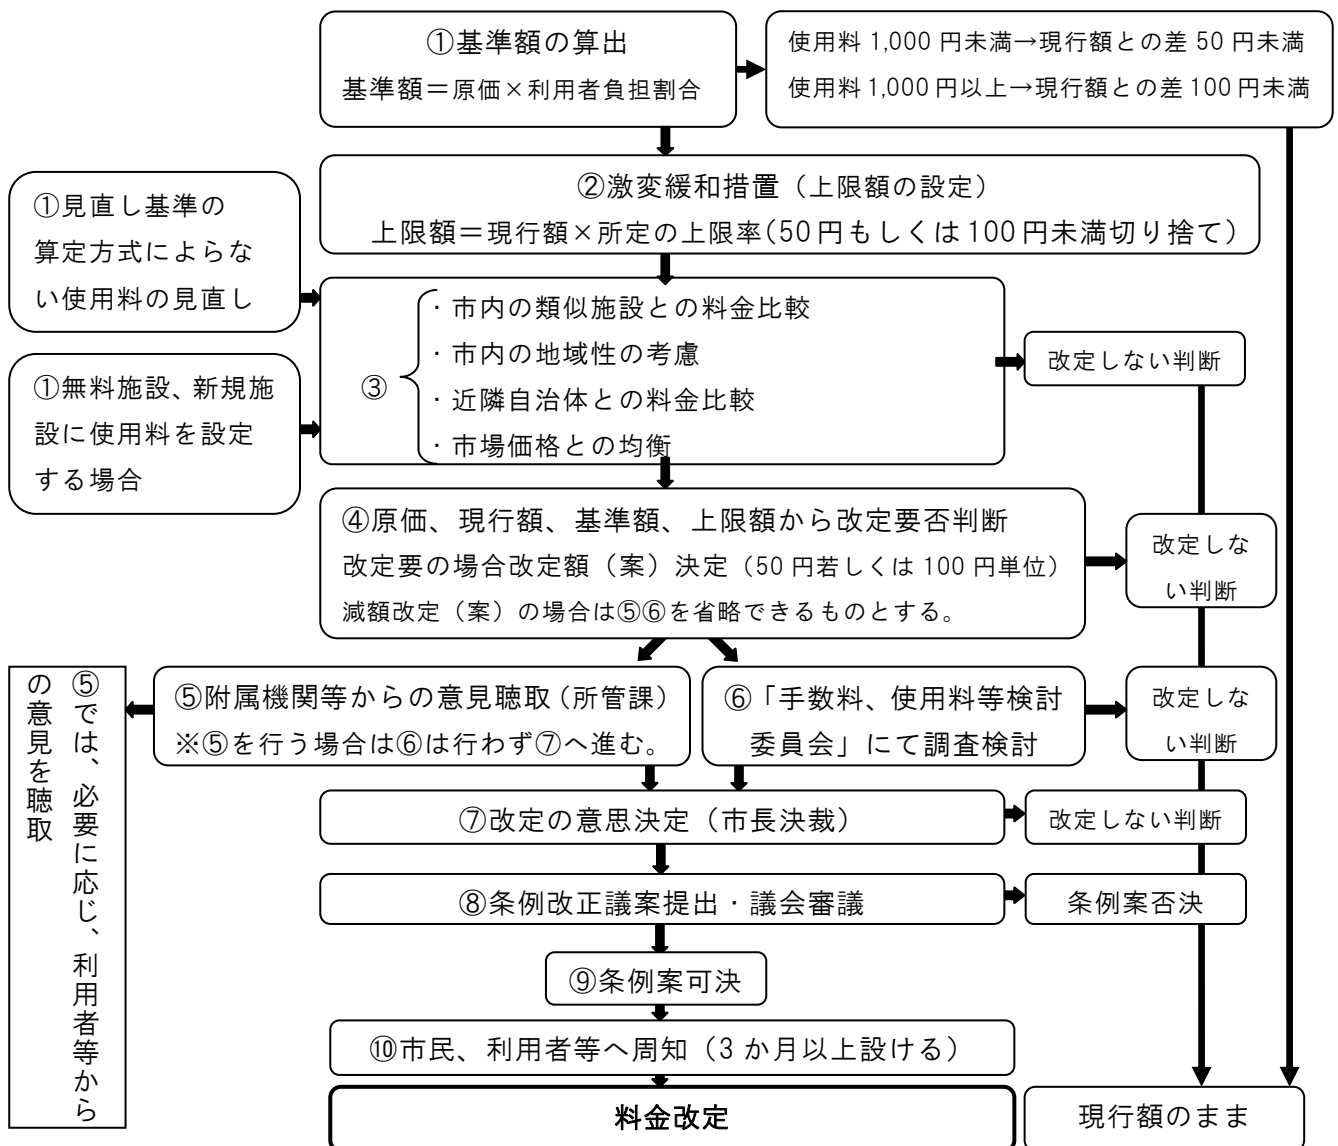 ①基準額の算出
基準額＝原価×利用者負担割合
使用料 1,000 円未満→現行額との差 50 円未満
使用料 1,000 円以上→現行額との差 100 円未満
②激変緩和措置（上限額の設定）
上限額＝現行額×所定の上限率(50 円もしくは 100 円未満切り捨て)
①見直し基準の
算定方式によらな
い使用料の見直し
①無料施設、新規施
設に使用料を設定
する場合
③
・市内の類似施設との料金比較
・市内の地域性の考慮
・近隣自治体との料金比較
・市場価格との均衡
改定しない判断
④原価、現行額、基準額、上限額から改定要否判断
改定要の場合改定額（案）決定（50 円若しくは 100 円単位）
減額改定（案）の場合は⑤⑥を省略できるものとする。
改定しな
い判断
⑤では、必要に応じ、利用者等から
の意見を聴取
⑤附属機関等からの意見聴取（所管課）
※⑤を行う場合は⑥は行わず⑦へ進む。
⑥「手数料、使用料等検討
委員会」にて調査検討
改定しな
い判断
⑦改定の意思決定（市長決裁）
改定しない判断
⑧条例改正議案提出・議会審議
条例案否決
⑨条例案可決
⑩市民、利用者等へ周知（3 か月以上設ける）
料金改定
現行額のまま